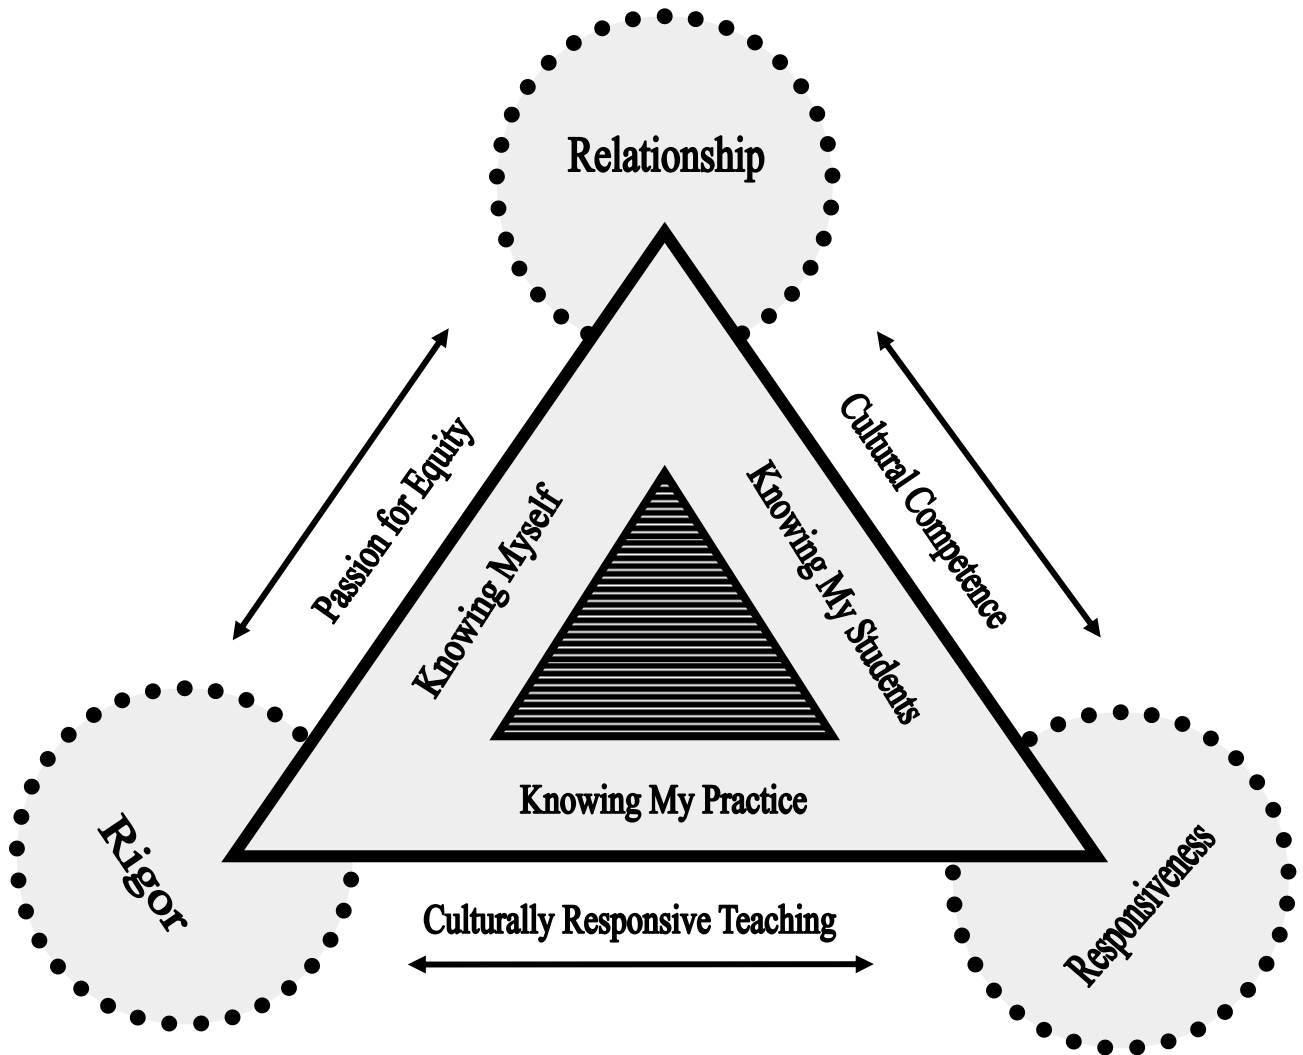 Relationship
Passion for Equity
Cultural Competence
Knowing Myself
Knowing My Students
Knowing My Practice
Rigor
Responsiveness
Culturally Responsive Teaching